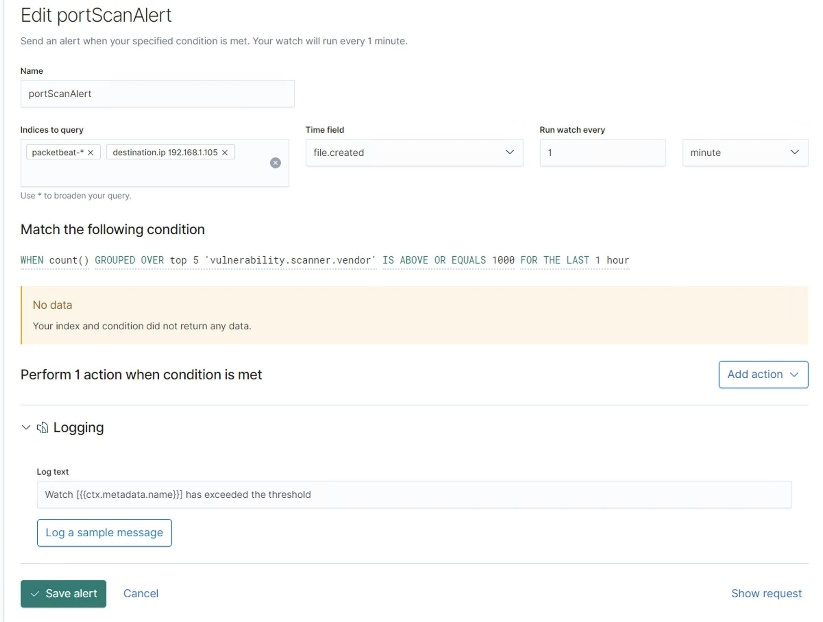 Edit portScanAlert
Send an alert when your specified condition is met. Your watch will run every 1 minute.
Name
portScanAlert
Indices to query
Time field
Run watch every
packetbeat-* ×
destination.ip 192.168.1.105 ×
file.created
1
minute
Use * to broaden your query.
Match the following condition
WHEN count() GROUPED OVER top 5 'vulnerability.scanner.vendor' IS ABOVE OR EQUALS 1000 FOR THE LAST 1 hour
No data
Your index and condition did not return any data.
Perform 1 action when condition is met
Add action
Logging
Log text
Watch [{{ctx.metadata.name}}] has exceeded the threshold
Log a sample message
Save alert
Cancel
Show request